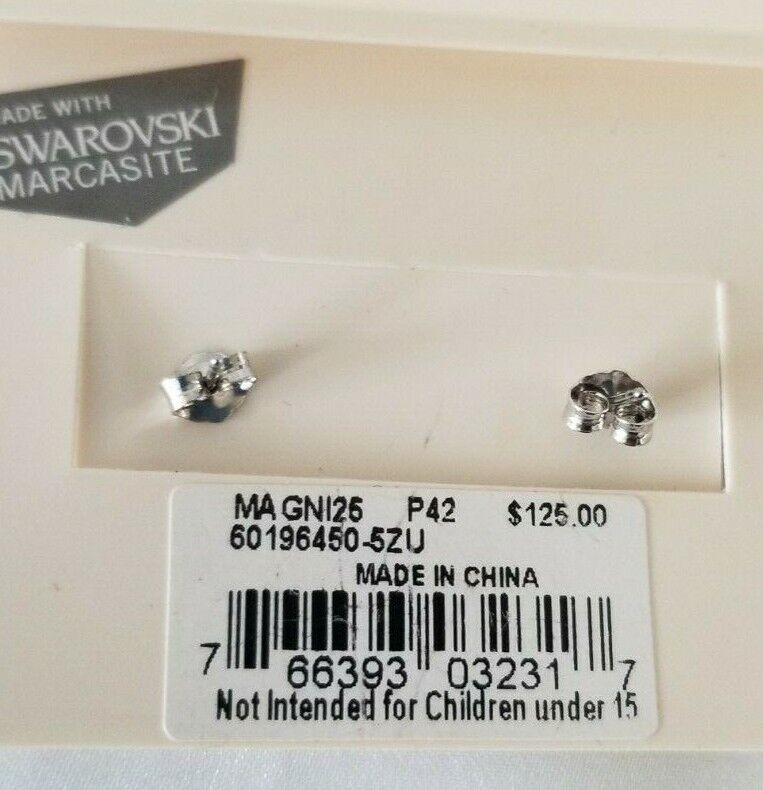 ADE WITH
SWAROVSKI
MARCASITE
MAGNI25 P42 $125.00
60196450-5ZU
MADE IN CHINA
7 66393 03231 7
Not Intended for Children under 15